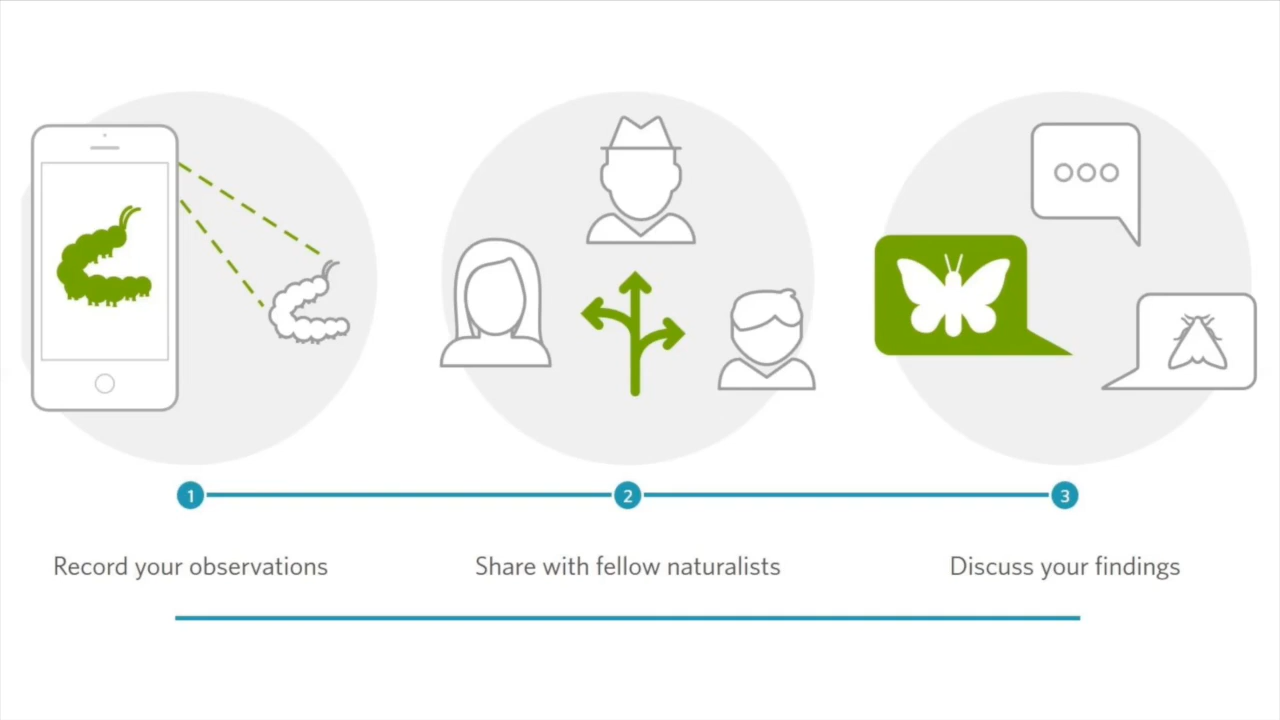 1
2
3
Record your observations
Share with fellow naturalists
Discuss your findings